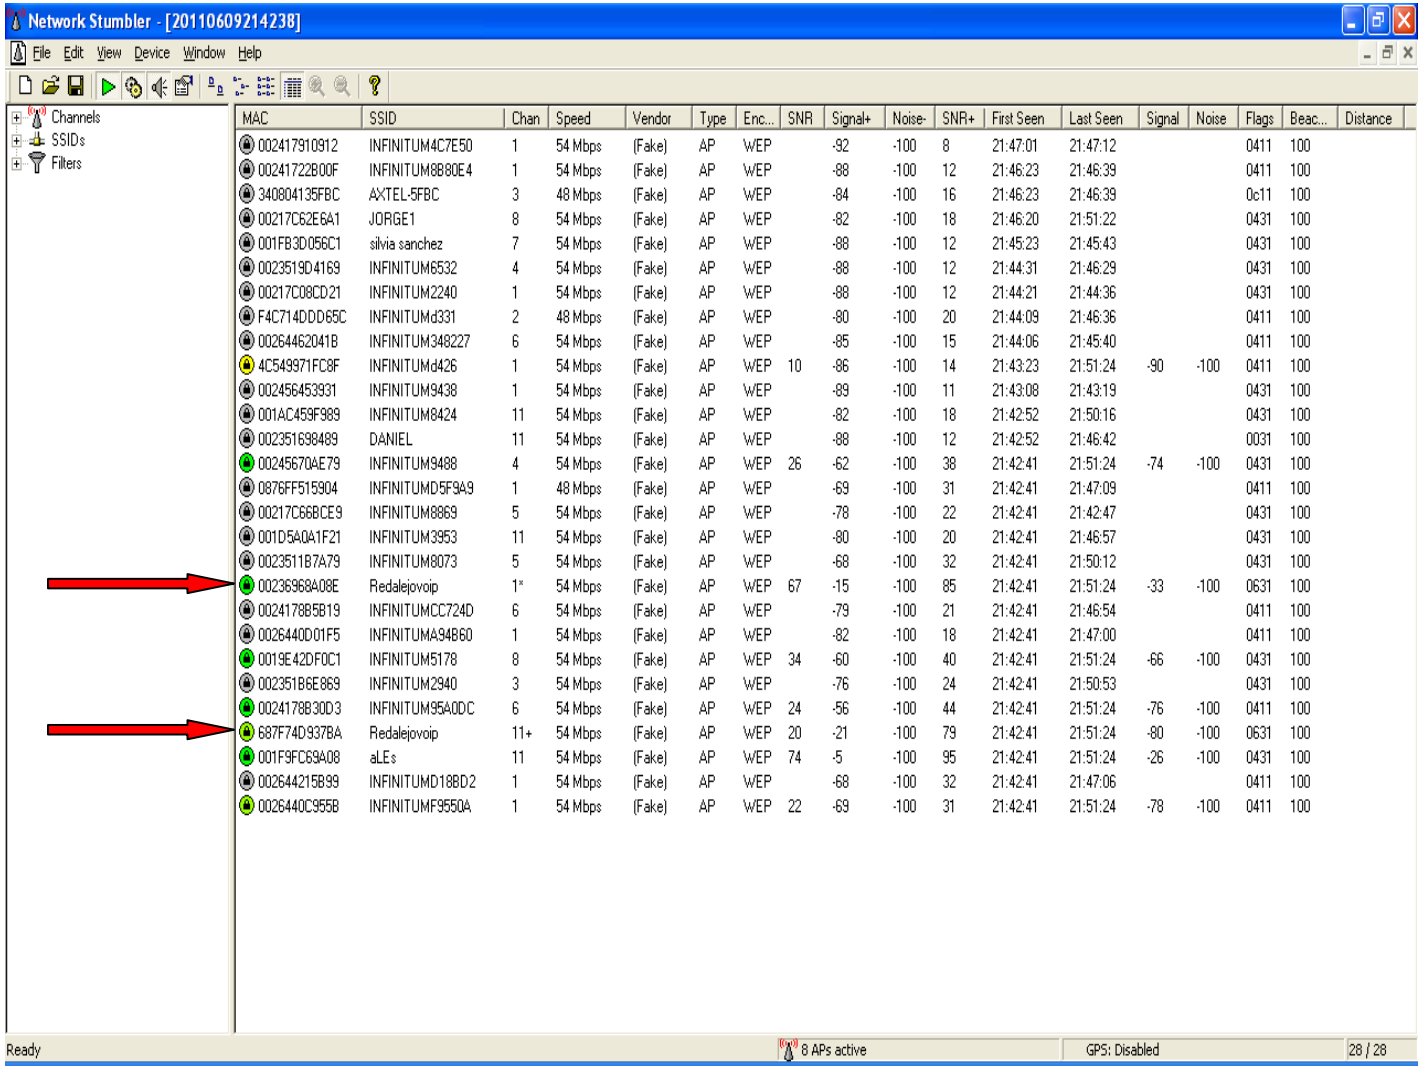 Network Stumbler - [20110609214238]
File Edit View Device Window Help
Channels
SSIDs
Filters
MAC SSID Chan Speed Vendor Type Enc... SNR Signal+ Noise- SNR+ First Seen Last Seen Signal Noise Flags Beac... Distance
002417910912 INFINITUM4C7E50 1 54 Mbps (Fake) AP WEP -92 -100 8 21:47:01 21:47:12 0411 100
00241722B00F INFINITUM8B80E4 1 54 Mbps (Fake) AP WEP -88 -100 12 21:46:23 21:46:39 0411 100
340804135FBC AXTEL-5FBC 3 48 Mbps (Fake) AP WEP -84 -100 16 21:46:23 21:46:39 0c11 100
00217C62E6A1 JORGE1 8 54 Mbps (Fake) AP WEP -82 -100 18 21:46:20 21:51:22 0431 100
001FB3D056C1 silvia sanchez 7 54 Mbps (Fake) AP WEP -88 -100 12 21:45:23 21:45:43 0431 100
0023519D4169 INFINITUM6532 4 54 Mbps (Fake) AP WEP -88 -100 12 21:44:31 21:46:29 0431 100
00217C08CD21 INFINITUM2240 1 54 Mbps (Fake) AP WEP -88 -100 12 21:44:21 21:44:36 0431 100
F4C714DDD65C INFINITUMd331 2 48 Mbps (Fake) AP WEP -80 -100 20 21:44:09 21:46:36 0411 100
00264462041B INFINITUM348227 6 54 Mbps (Fake) AP WEP -85 -100 15 21:44:06 21:45:40 0411 100
4C549971FC8F INFINITUMd426 1 54 Mbps (Fake) AP WEP 10 -86 -100 14 21:43:23 21:51:24 -90 -100 0411 100
002456453931 INFINITUM9438 1 54 Mbps (Fake) AP WEP -89 -100 11 21:43:08 21:43:19 0431 100
001AC459F989 INFINITUM8424 11 54 Mbps (Fake) AP WEP -82 -100 18 21:42:52 21:50:16 0431 100
002351698489 DANIEL 11 54 Mbps (Fake) AP WEP -88 -100 12 21:42:52 21:46:42 0031 100
00245670AE79 INFINITUM9488 4 54 Mbps (Fake) AP WEP 26 -62 -100 38 21:42:41 21:51:24 -74 -100 0431 100
0876FF515904 INFINITUMD5F9A9 1 48 Mbps (Fake) AP WEP -69 -100 31 21:42:41 21:47:09 0411 100
00217C66BCE9 INFINITUM8869 5 54 Mbps (Fake) AP WEP -78 -100 22 21:42:41 21:42:47 0431 100
001D5A0A1F21 INFINITUM3953 11 54 Mbps (Fake) AP WEP -80 -100 20 21:42:41 21:46:57 0431 100
0023511B7A79 INFINITUM8073 5 54 Mbps (Fake) AP WEP -68 -100 32 21:42:41 21:50:12 0431 100
00236968A08E Redalejovoip 1* 54 Mbps (Fake) AP WEP 67 -15 -100 85 21:42:41 21:51:24 -33 -100 0631 100
0024178B5B19 INFINITUMCC724D 6 54 Mbps (Fake) AP WEP -79 -100 21 21:42:41 21:46:54 0411 100
0026440D01F5 INFINITUMA94B60 1 54 Mbps (Fake) AP WEP -82 -100 18 21:42:41 21:47:00 0411 100
0019E42DF0C1 INFINITUM5178 8 54 Mbps (Fake) AP WEP 34 -60 -100 40 21:42:41 21:51:24 -66 -100 0431 100
002351B6E869 INFINITUM2940 3 54 Mbps (Fake) AP WEP -76 -100 24 21:42:41 21:50:53 0431 100
0024178B30D3 INFINITUM95A0DC 6 54 Mbps (Fake) AP WEP 24 -56 -100 44 21:42:41 21:51:24 -76 -100 0411 100
687F74D937BA Redalejovoip 11+ 54 Mbps (Fake) AP WEP 20 -21 -100 79 21:42:41 21:51:24 -80 -100 0631 100
001F9FC69A08 aLEs 11 54 Mbps (Fake) AP WEP 74 -5 -100 95 21:42:41 21:51:24 -26 -100 0431 100
002644215B99 INFINITUMD18BD2 1 54 Mbps (Fake) AP WEP -68 -100 32 21:42:41 21:47:06 0411 100
0026440C955B INFINITUMF9550A 1 54 Mbps (Fake) AP WEP 22 -69 -100 31 21:42:41 21:51:24 -78 -100 0411 100
Ready 8 APs active GPS: Disabled 28 / 28